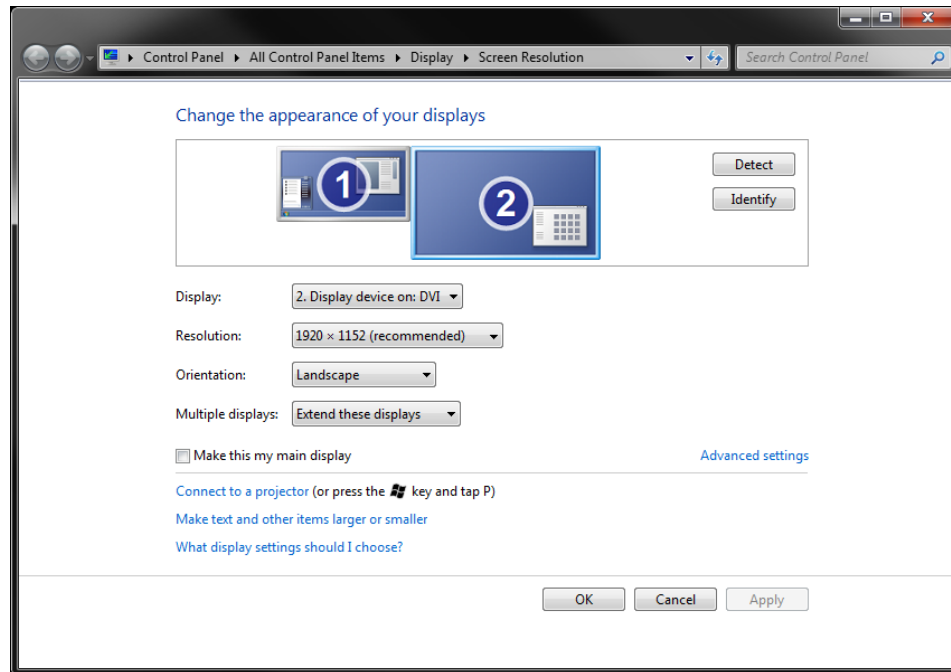 Control Panel Allow All Control Panel Items Display Screen Resolution Search Control Panel
Change the appearance of your displays
1 2
Detect
Identify
Display: 2. Display device on: DVI
Resolution: 1920 × 1152 (recommended)
Orientation: Landscape
Multiple displays: Extend these displays
Make this my main display Advanced settings
Connect to a projector (or press the key and tap P)
Make text and other items larger or smaller
What display settings should I choose?
OK Cancel Apply